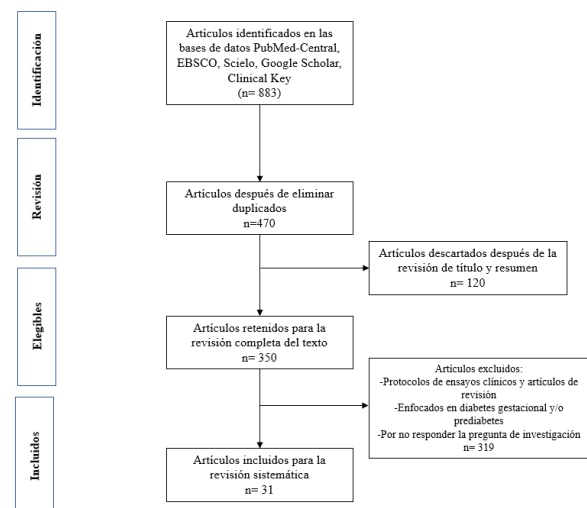 Identificación
Artículos identificados en las
bases de datos PubMed-Central,
EBSCO, Scielo, Google Scholar,
Clinical Key
(n= 883)
Revisión
Artículos después de eliminar
duplicados
n=470
Artículos descartados después de la
revisión de título y resumen
n= 120
Elegibles
Artículos retenidos para la
revisión completa del texto
n= 350
Artículos excluidos:
-Protocolos de ensayos clínicos y artículos de
revisión
-Enfocados en diabetes gestacional y/o
prediabetes
-Por no responder la pregunta de investigación
n= 319
Incluidos
Artículos incluidos para la
revisión sistemática
n= 31